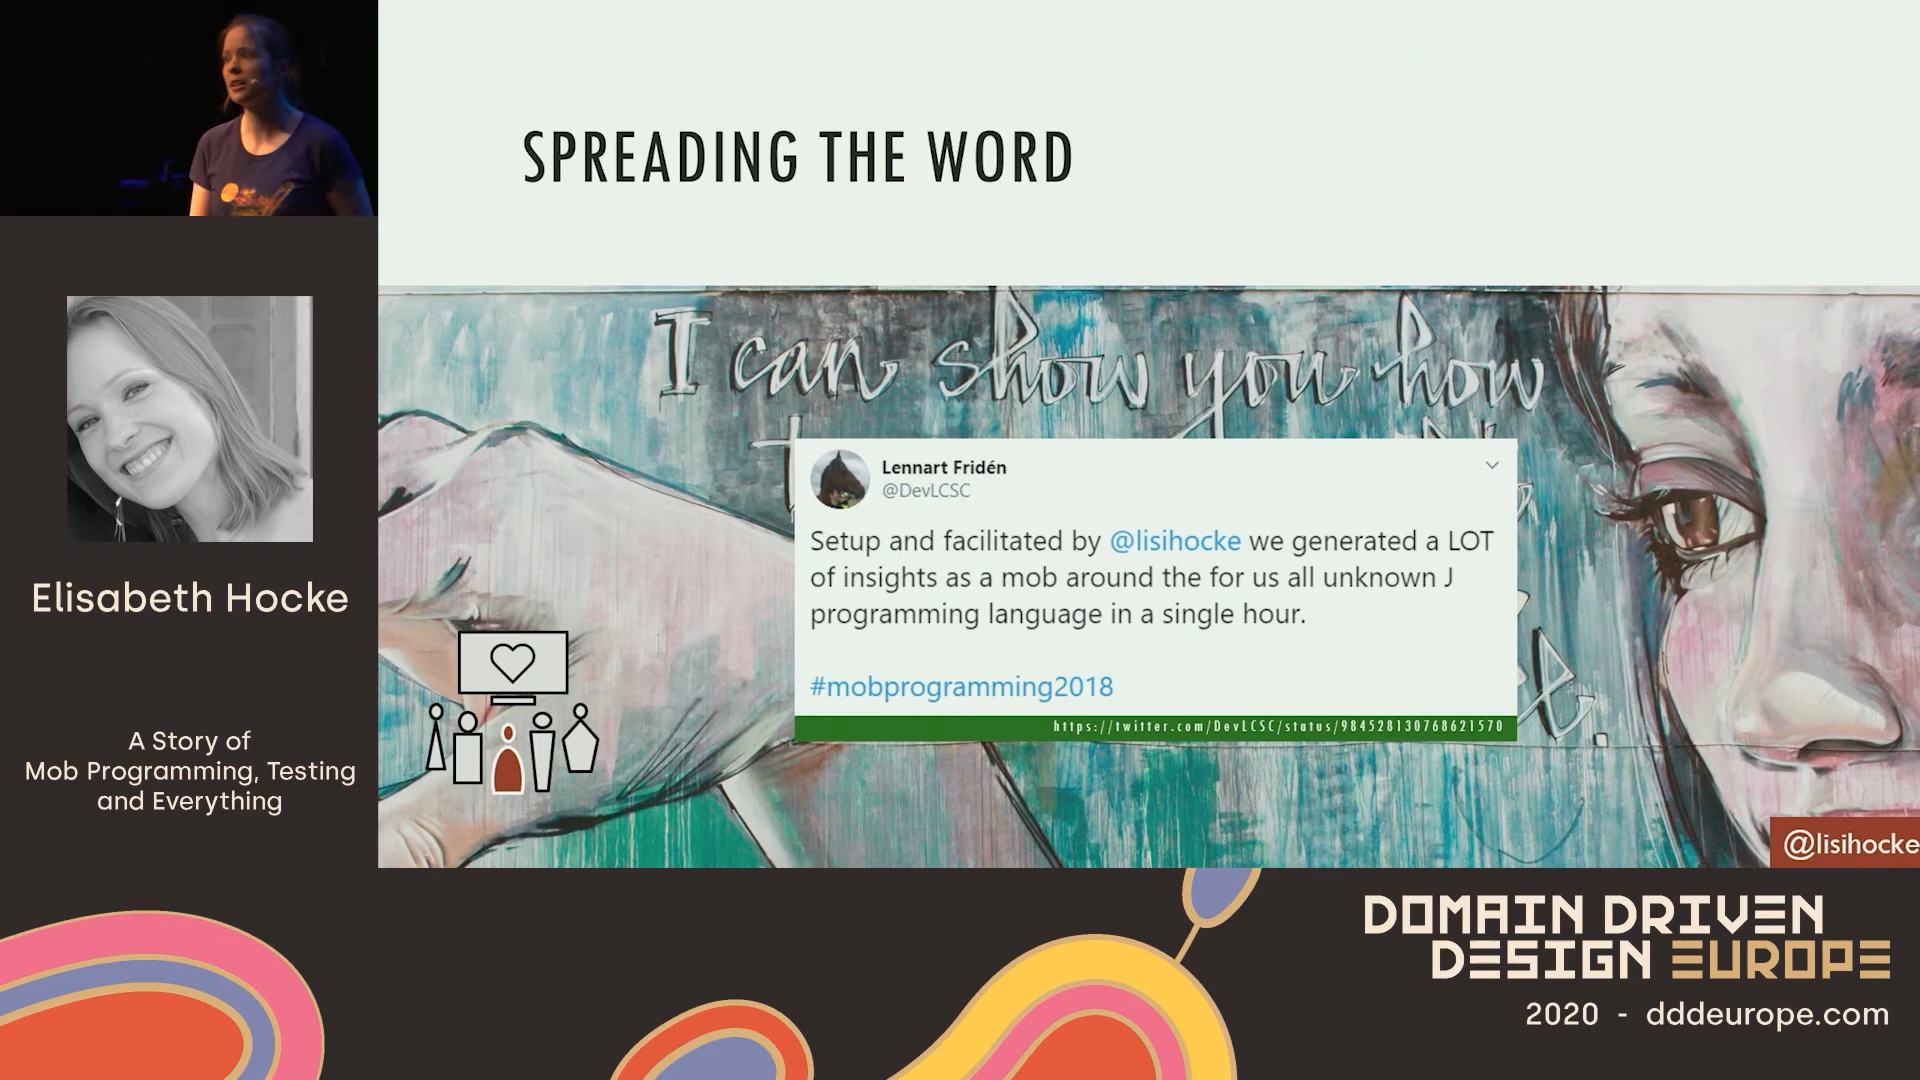 SPREADING THE WORD
I can show you how
Lennart Fridén
@DevLCSC
Setup and facilitated by @lisihocke we generated a LOT
of insights as a mob around the for us all unknown J
programming language in a single hour.
#mobprogramming2018
https://twitter.com/DevLCSC/status/984528130768621570
@lisihocke
Elisabeth Hocke
A Story of
Mob Programming, Testing
and Everything
DOMAIN DRIVEN
DESIGN EUROPE
2020 - dddeurope.com